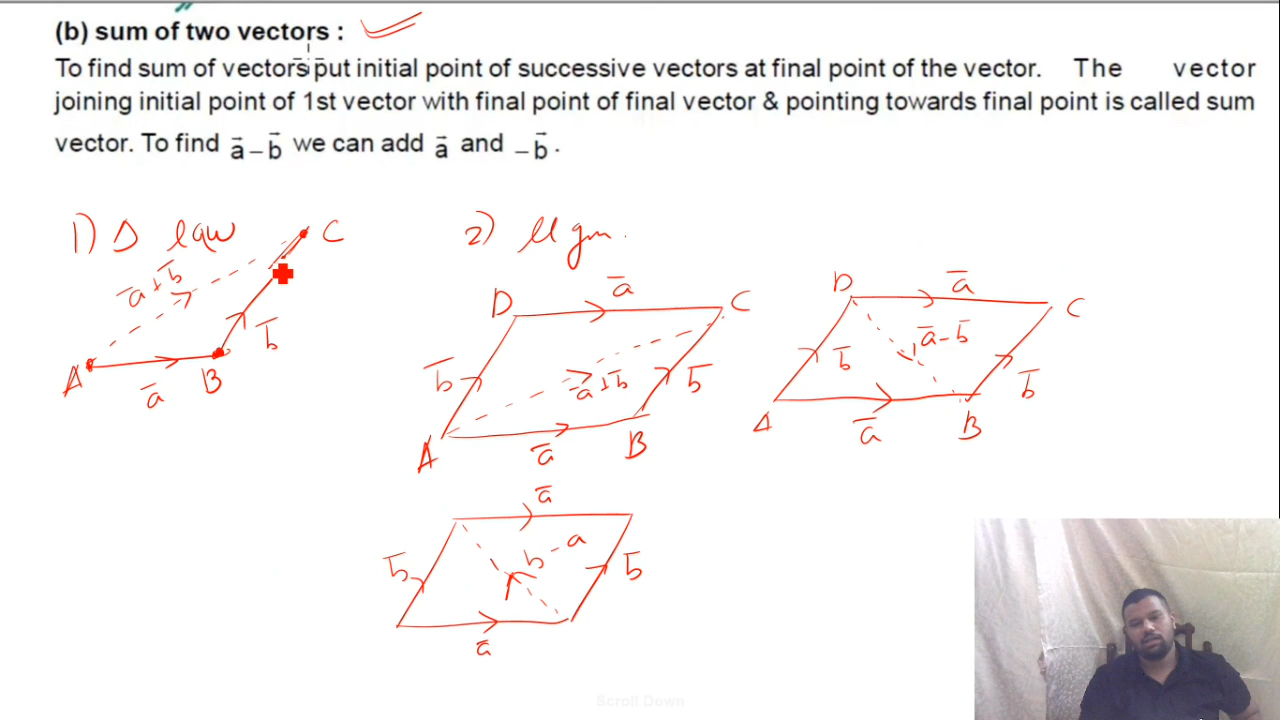 (b) sum of two vectors :
To find sum of vectors put initial point of successive vectors at final point of the vector. The vector
joining initial point of 1st vector with final point of final vector & pointing towards final point is called sum
vector. To find a⃗ – b⃗ we can add a⃗ and –b⃗ .
1) Δ law
C
a̅ + b̅
b̅
A
B
a̅
2) ||gm.
D
a̅
C
b̅
a̅+b̅
b̅
A
a̅
B
D
a̅
C
b̅
a̅-b̅
b̅
A
a̅
B
a̅
b̅
b - a
b̅
a̅
Scroll Down